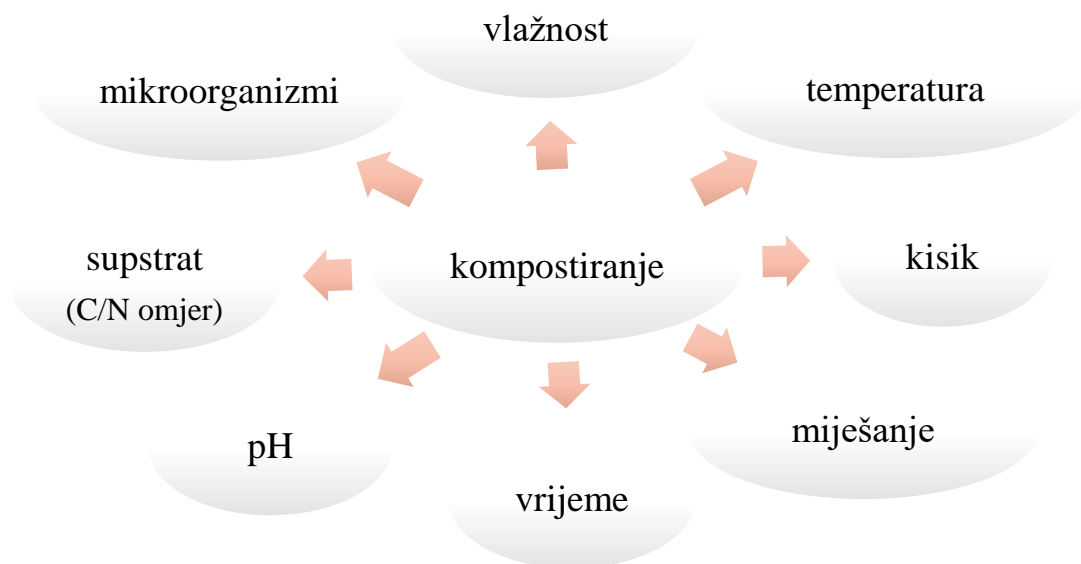 vlažnost
mikroorganizmi
temperatura
supstrat
(C/N omjer)
kompostiranje
kisik
pH
miješanje
vrijeme